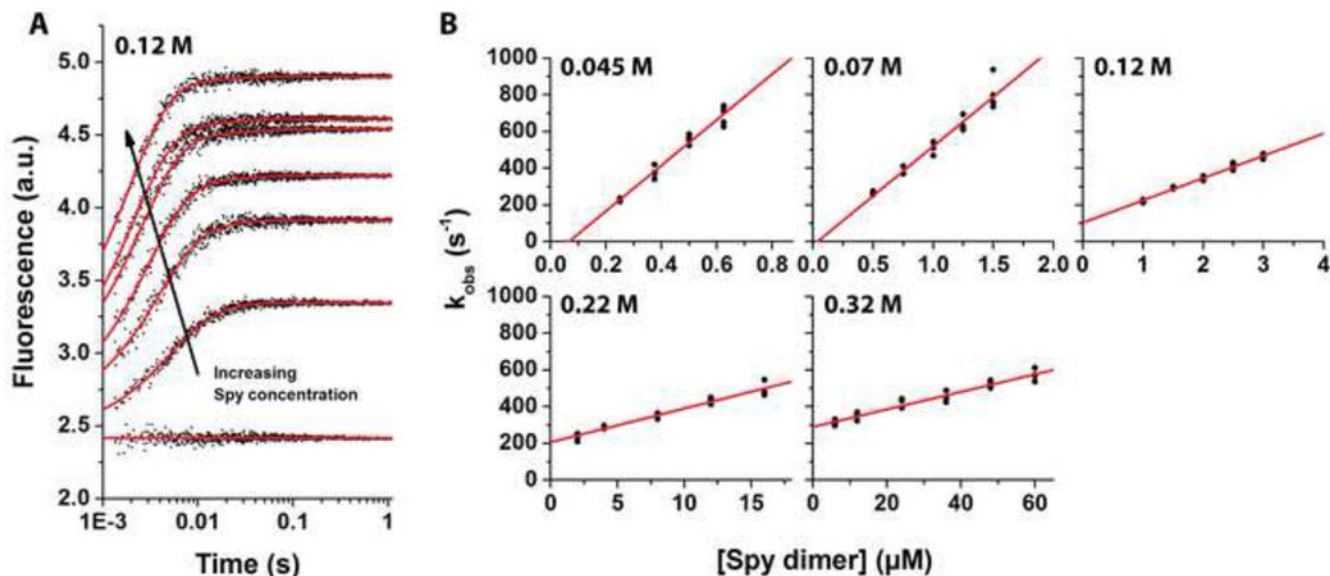 A
0.12 M
5.0
4.5
4.0
3.5
3.0
2.5
2.0
Fluorescence (a.u.)
Increasing
Spy concentration
1E-3 0.01 0.1 1
Time (s)
B
k_obs (s⁻¹)
0.045 M
1000
800
600
400
200
0
0.0 0.2 0.4 0.6 0.8
0.07 M
0.0 0.5 1.0 1.5 2.0
0.12 M
0 1 2 3 4
0.22 M
1000
800
600
400
200
0
0 5 10 15
0.32 M
0 20 40 60
[Spy dimer] (µM)